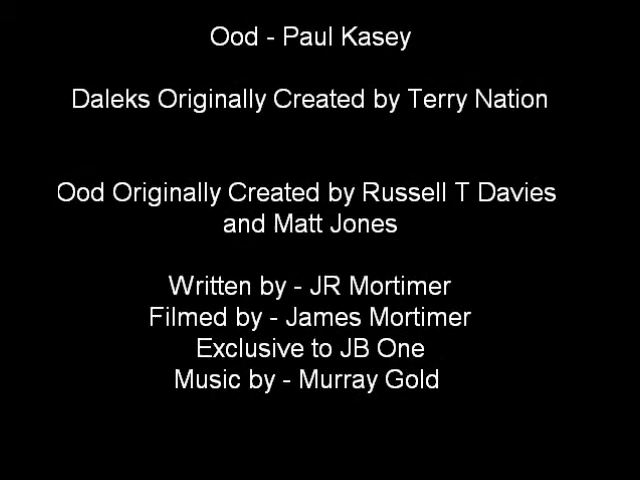 Ood - Paul Kasey
Daleks Originally Created by Terry Nation
Ood Originally Created by Russell T Davies
and Matt Jones
Written by - JR Mortimer
Filmed by - James Mortimer
Exclusive to JB One
Music by - Murray Gold